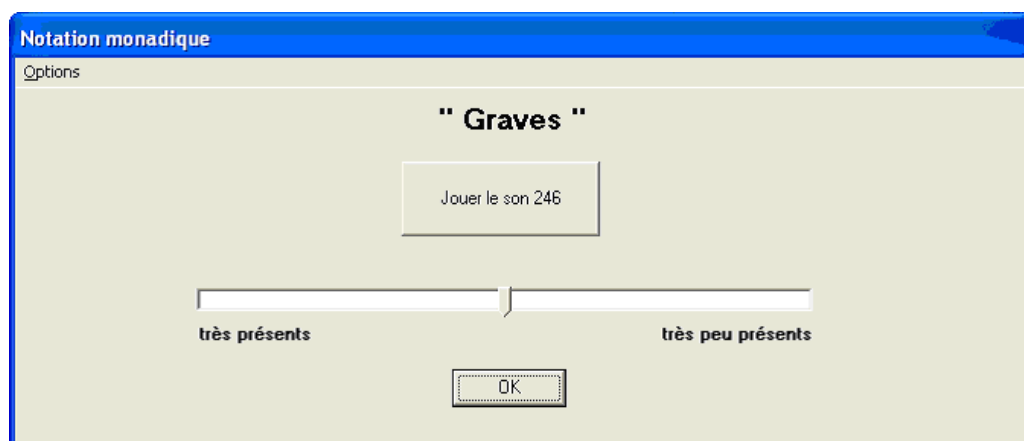 Notation monadique
Options
" Graves "
Jouer le son 246
très présents
très peu présents
OK